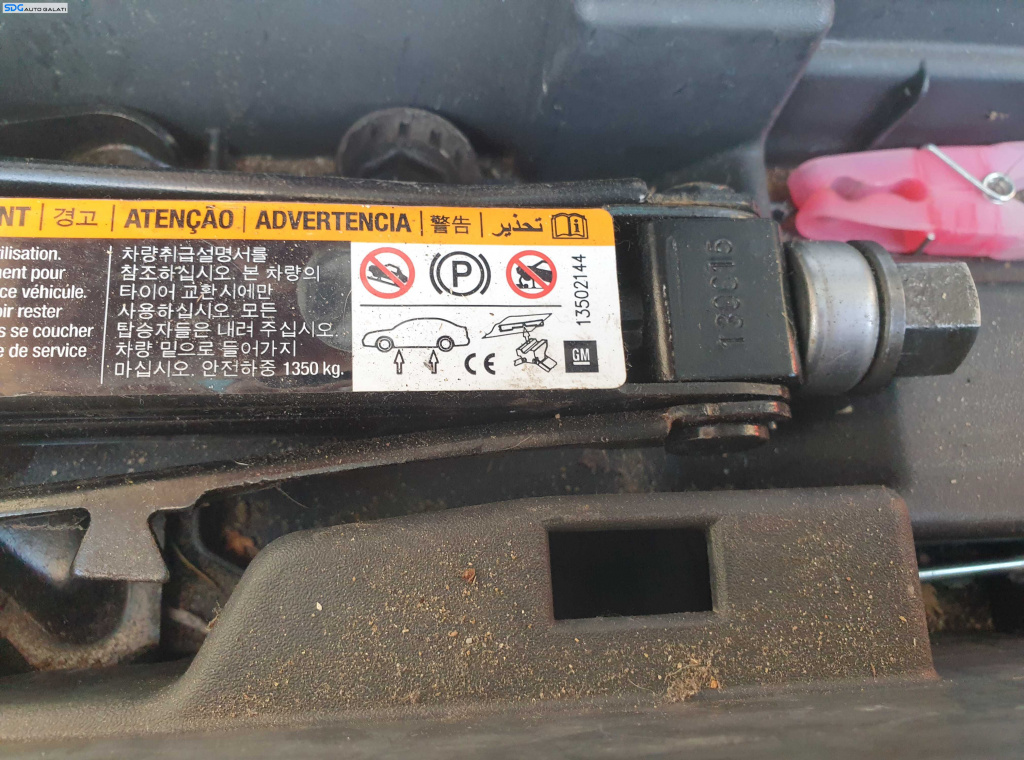 SDG AUTO GALATI
NT | 경고 | ATENÇÃO | ADVERTENCIA | 警告 | تحذير
ilisation.
ment pour
ce véhicule.
oir rester
s se coucher
e de service
차량취급설명서를
참조하십시오. 본 차량의
타이어 교환시에만
사용하십시오. 모든
탑승자들은 내려 주십시오.
차량 밑으로 들어가지
마십시오. 안전하중 1350 kg.
P
CE
GM
13502144